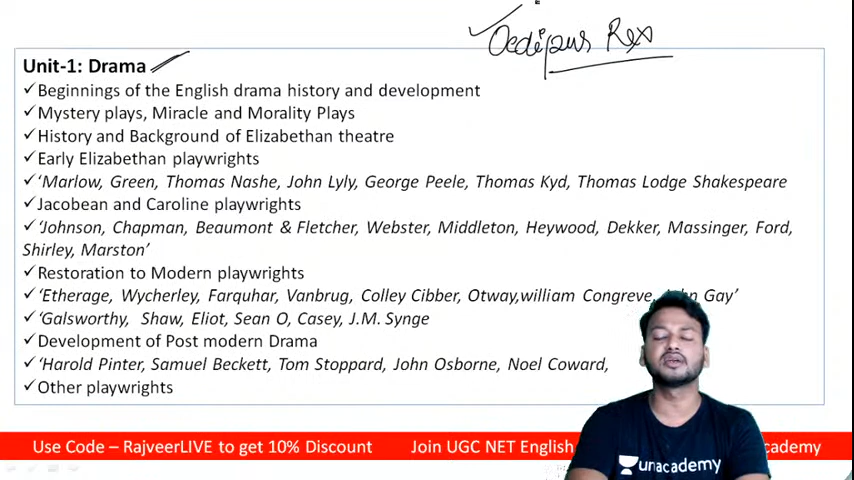 Oedipus Rex
Unit-1: Drama
✓Beginnings of the English drama history and development
✓Mystery plays, Miracle and Morality Plays
✓History and Background of Elizabethan theatre
✓Early Elizabethan playwrights
✓‘Marlow, Green, Thomas Nashe, John Lyly, George Peele, Thomas Kyd, Thomas Lodge Shakespeare
✓Jacobean and Caroline playwrights
✓‘Johnson, Chapman, Beaumont & Fletcher, Webster, Middleton, Heywood, Dekker, Massinger, Ford,
Shirley, Marston’
✓Restoration to Modern playwrights
✓‘Etherage, Wycherley, Farquhar, Vanbrug, Colley Cibber, Otway,william Congreve, Gay’
✓‘Galsworthy, Shaw, Eliot, Sean O, Casey, J.M. Synge
✓Development of Post modern Drama
✓‘Harold Pinter, Samuel Beckett, Tom Stoppard, John Osborne, Noel Coward,
✓Other playwrights
Use Code – RajveerLIVE to get 10% Discount Join UGC NET English
unacademy